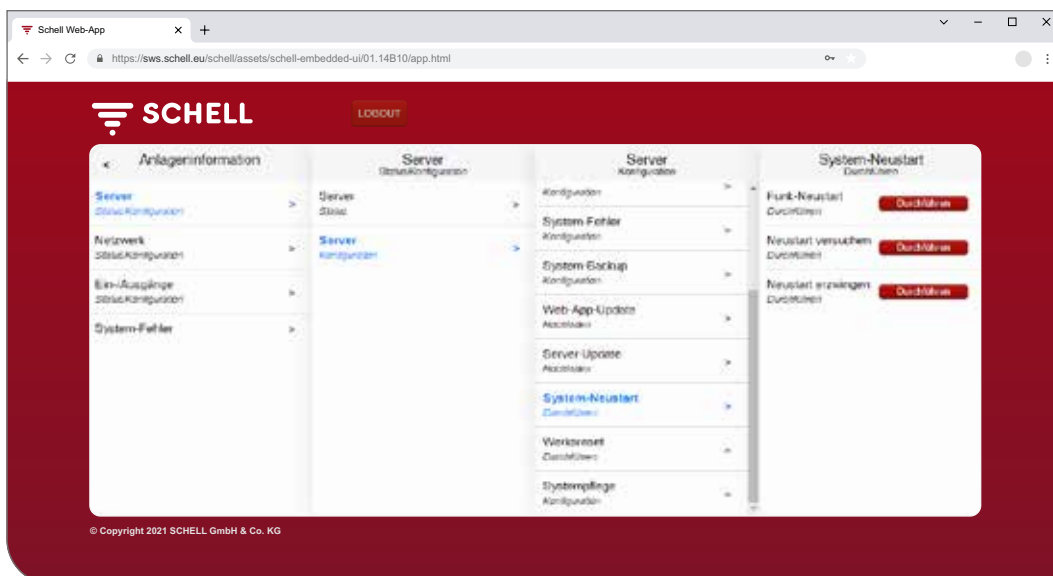 Schell Web-App
https://sws.schell.eu/schell/assets/schell-embedded-ui/01.14B10/app.html
SCHELL
LOGOUT
Anlageninformation
Server
Status/Konfiguration
Netzwerk
Status/Konfiguration
Ein-/Ausgänge
Status/Konfiguration
System-Fehler
Server
Status/Konfiguration
Server
Status
Server
Konfiguration
Server
Konfiguration
Konfiguration
System-Fehler
Konfiguration
System-Backup
Konfiguration
Web-App-Update
Nachladen
Server Update
Nachladen
System-Neustart
Durchführen
Werksreset
Durchführen
Systempflege
Konfiguration
System-Neustart
Durchführen
Funk-Neustart
Durchführen
Durchführen
Neustart versuchen
Durchführen
Durchführen
Neustart erzwingen
Durchführen
Durchführen
© Copyright 2021 SCHELL GmbH & Co. KG